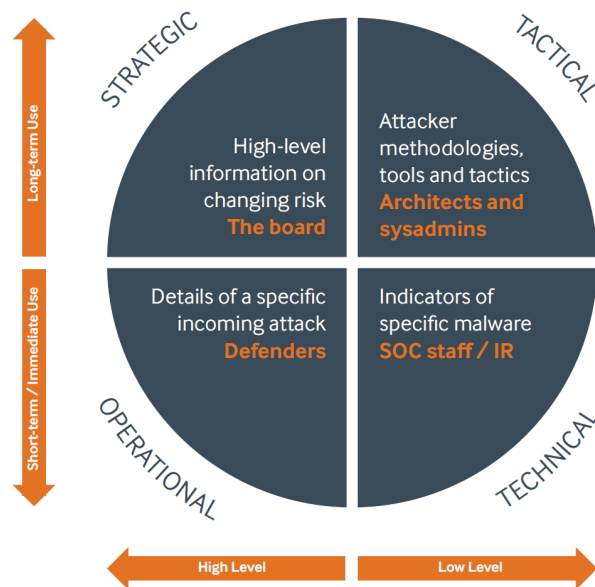 STRATEGIC
TACTICAL
Long-term Use
High-level
information on
changing risk
The board
Attacker
methodologies,
tools and tactics
Architects and
sysadmins
Short-term / Immediate Use
Details of a specific
incoming attack
Defenders
Indicators of
specific malware
SOC staff / IR
OPERATIONAL
TECHNICAL
High Level
Low Level